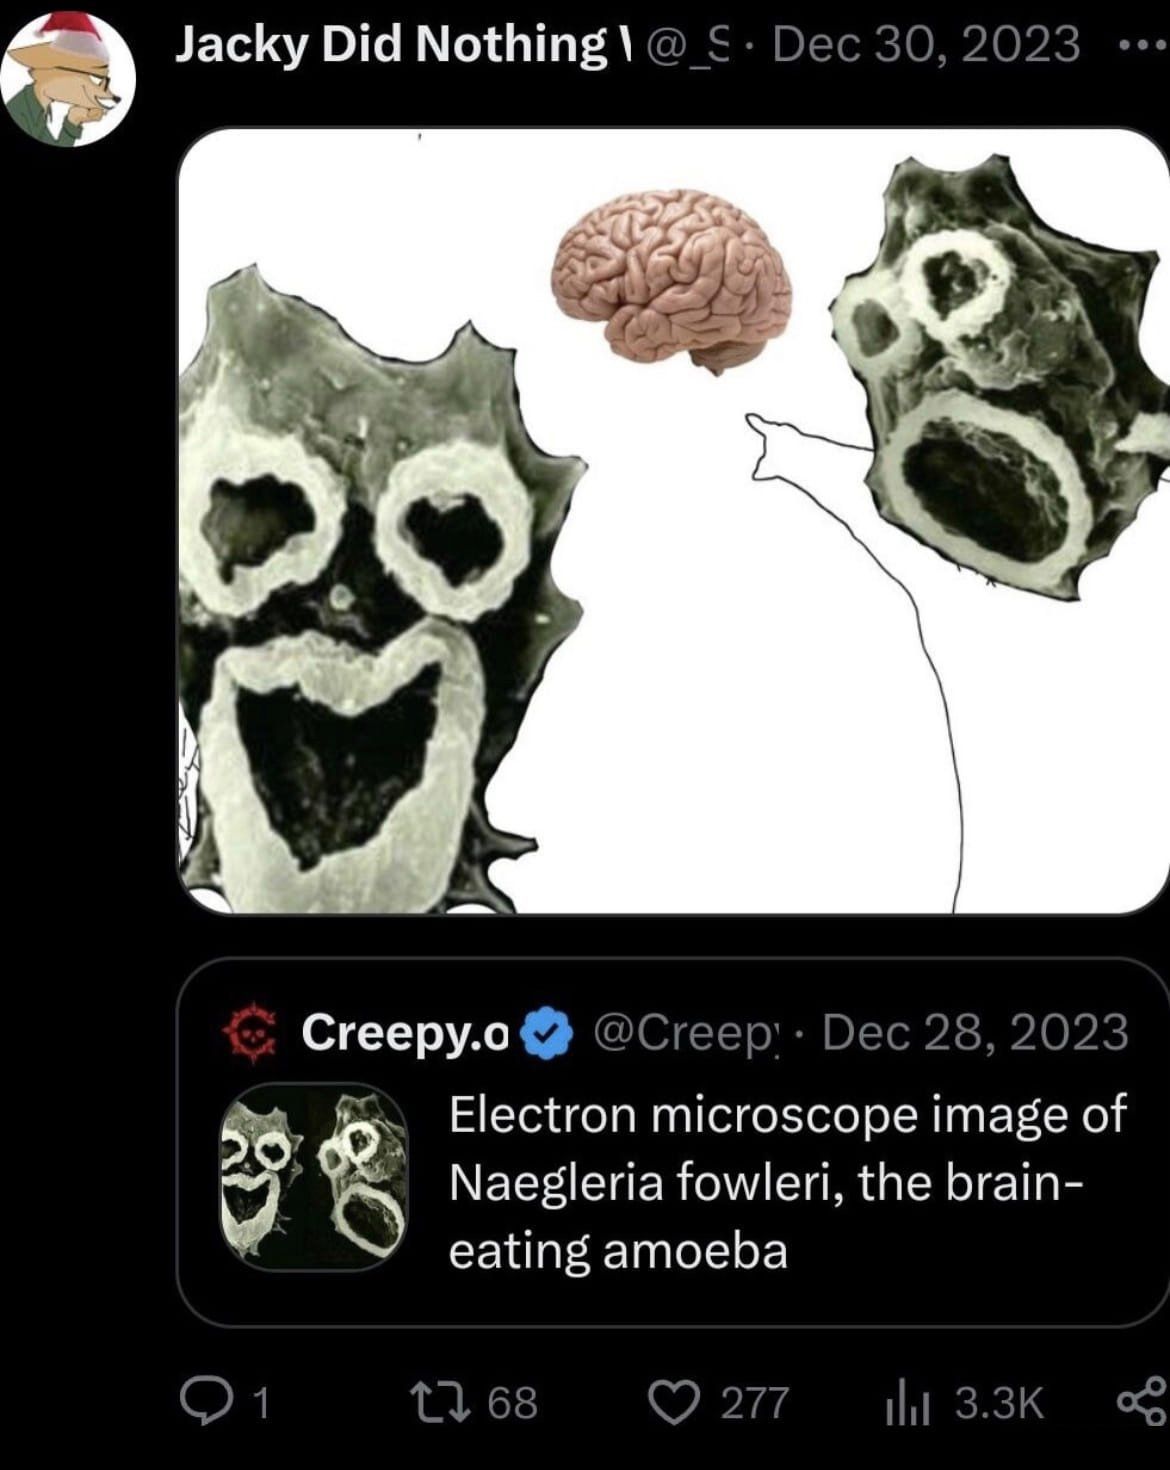 Jacky Did Nothing \ @_S · Dec 30, 2023
Creepy.o @Creep · Dec 28, 2023
Electron microscope image of
Naegleria fowleri, the brain-
eating amoeba
1 68 277 3.3K